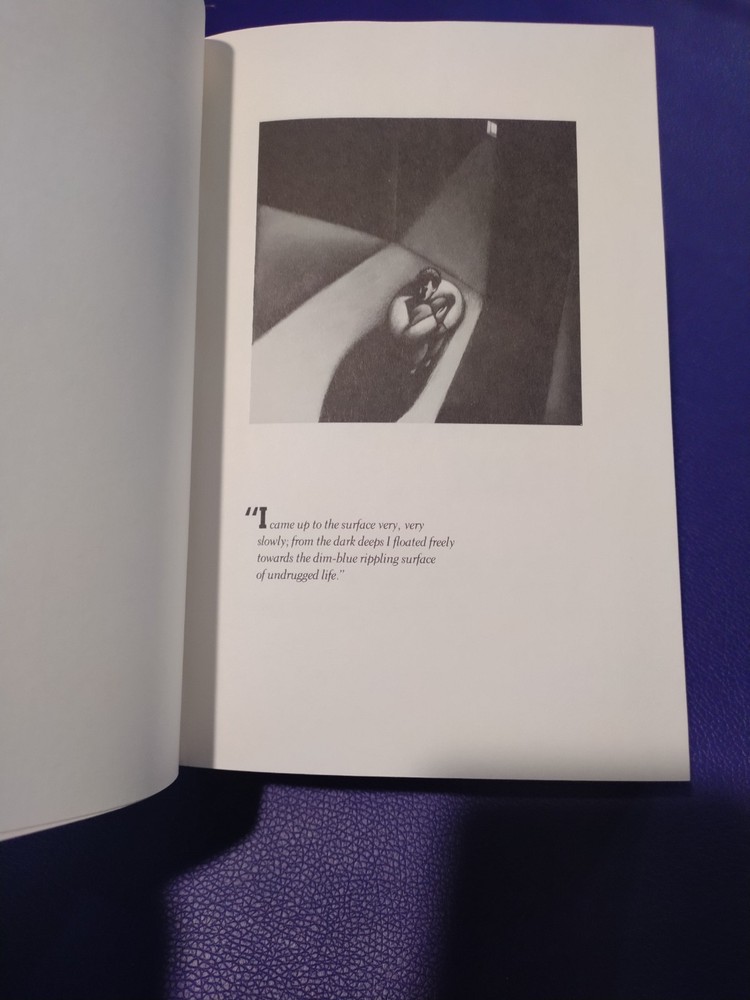 “I came up to the surface very, very
slowly; from the dark deeps I floated freely
towards the dim-blue rippling surface
of undrugged life.”